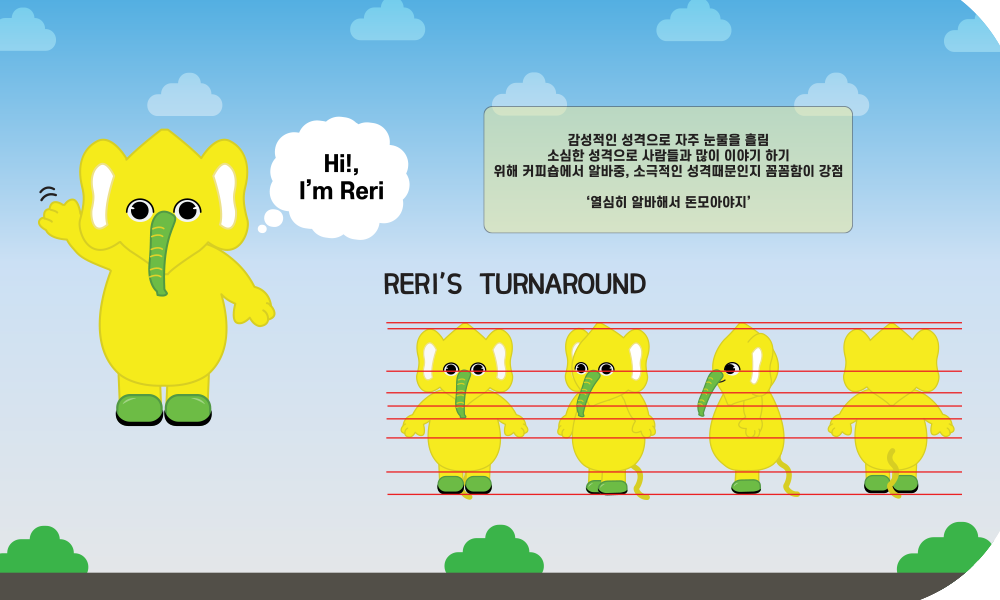 Hi!,
I'm Reri
감성적인 성격으로 자주 눈물을 흘림
소심한 성격으로 사람들과 많이 이야기 하기
위해 커피숍에서 알바중, 소극적인 성격때문인지 꼼꼼함이 강점
‘열심히 알바해서 돈모아야지’
RERI'S TURNAROUND